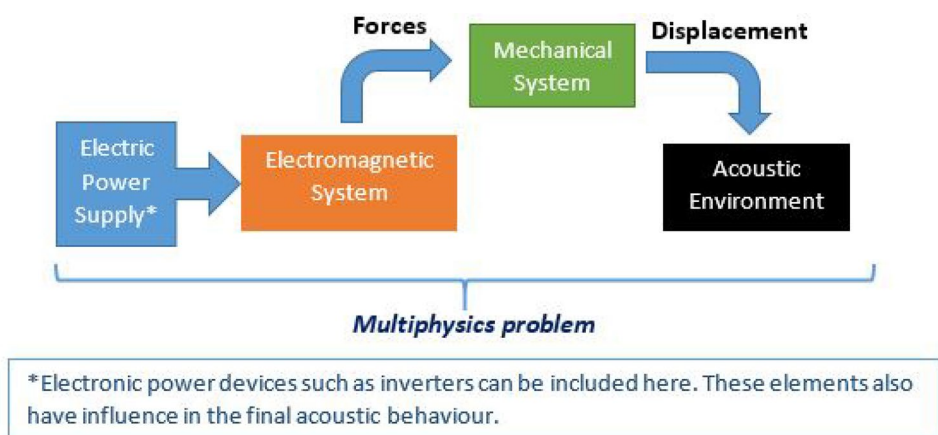 Forces
Mechanical
System
Displacement
Electric
Power
Supply*
Electromagnetic
System
Acoustic
Environment
Multiphysics problem
*Electronic power devices such as inverters can be included here. These elements also
have influence in the final acoustic behaviour.